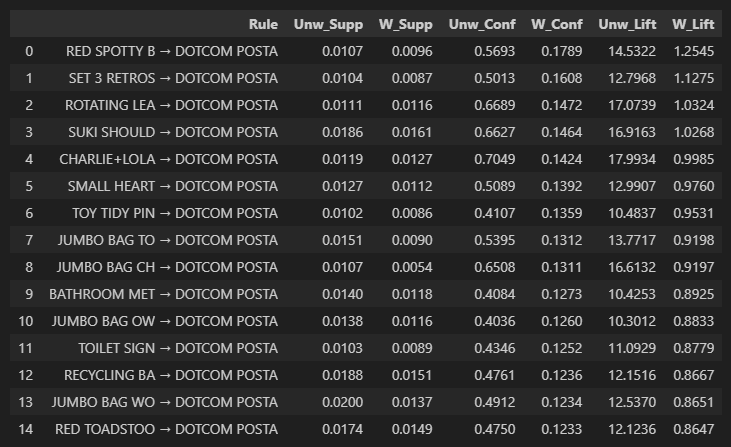 Rule Unw_Supp W_Supp Unw_Conf W_Conf Unw_Lift W_Lift
0 RED SPOTTY B → DOTCOM POSTA 0.0107 0.0096 0.5693 0.1789 14.5322 1.2545
1 SET 3 RETROS → DOTCOM POSTA 0.0104 0.0087 0.5013 0.1608 12.7968 1.1275
2 ROTATING LEA → DOTCOM POSTA 0.0111 0.0116 0.6689 0.1472 17.0739 1.0324
3 SUKI SHOULD → DOTCOM POSTA 0.0186 0.0161 0.6627 0.1464 16.9163 1.0268
4 CHARLIE+LOLA → DOTCOM POSTA 0.0119 0.0127 0.7049 0.1424 17.9934 0.9985
5 SMALL HEART → DOTCOM POSTA 0.0127 0.0112 0.5089 0.1392 12.9907 0.9760
6 TOY TIDY PIN → DOTCOM POSTA 0.0102 0.0086 0.4107 0.1359 10.4837 0.9531
7 JUMBO BAG TO → DOTCOM POSTA 0.0151 0.0090 0.5395 0.1312 13.7717 0.9198
8 JUMBO BAG CH → DOTCOM POSTA 0.0107 0.0054 0.6508 0.1311 16.6132 0.9197
9 BATHROOM MET → DOTCOM POSTA 0.0140 0.0118 0.4084 0.1273 10.4253 0.8925
10 JUMBO BAG OW → DOTCOM POSTA 0.0138 0.0116 0.4036 0.1260 10.3012 0.8833
11 TOILET SIGN → DOTCOM POSTA 0.0103 0.0089 0.4346 0.1252 11.0929 0.8779
12 RECYCLING BA → DOTCOM POSTA 0.0188 0.0151 0.4761 0.1236 12.1516 0.8667
13 JUMBO BAG WO → DOTCOM POSTA 0.0200 0.0137 0.4912 0.1234 12.5370 0.8651
14 RED TOADSTOO → DOTCOM POSTA 0.0174 0.0149 0.4750 0.1233 12.1236 0.8647